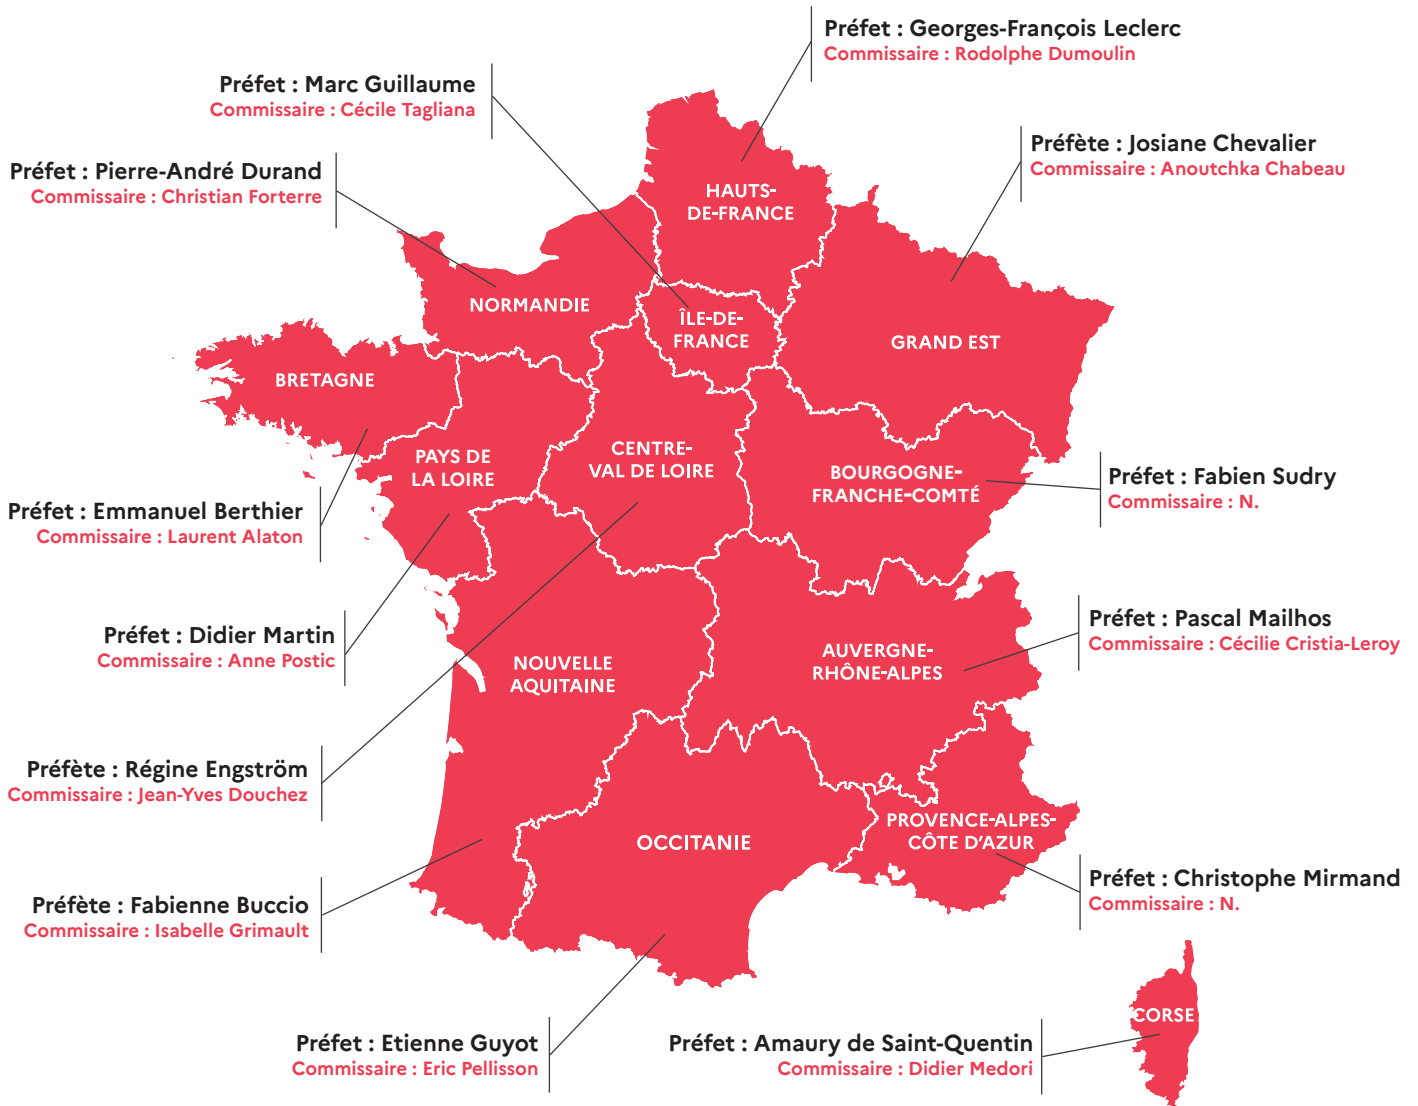 Préfet : Georges-François Leclerc
Commissaire : Rodolphe Dumoulin
Préfet : Marc Guillaume
Commissaire : Cécile Tagliana
Préfète : Josiane Chevalier
Commissaire : Anoutchka Chabeau
Préfet : Pierre-André Durand
Commissaire : Christian Forterre
HAUTS-
DE-FRANCE
NORMANDIE
ÎLE-DE-
FRANCE
GRAND EST
BRETAGNE
PAYS DE
LA LOIRE
CENTRE-
VAL DE LOIRE
BOURGOGNE-
FRANCHE-COMTÉ
Préfet : Fabien Sudry
Commissaire : N.
Préfet : Emmanuel Berthier
Commissaire : Laurent Alaton
Préfet : Didier Martin
Commissaire : Anne Postic
NOUVELLE
AQUITAINE
AUVERGNE-
RHÔNE-ALPES
Préfet : Pascal Mailhos
Commissaire : Cécilie Cristia-Leroy
Préfète : Régine Engström
Commissaire : Jean-Yves Douchez
OCCITANIE
PROVENCE-ALPES-
CÔTE D'AZUR
Préfète : Fabienne Buccio
Commissaire : Isabelle Grimault
Préfet : Christophe Mirmand
Commissaire : N.
Préfet : Etienne Guyot
Commissaire : Eric Pellisson
Préfet : Amaury de Saint-Quentin
Commissaire : Didier Medori
CORSE